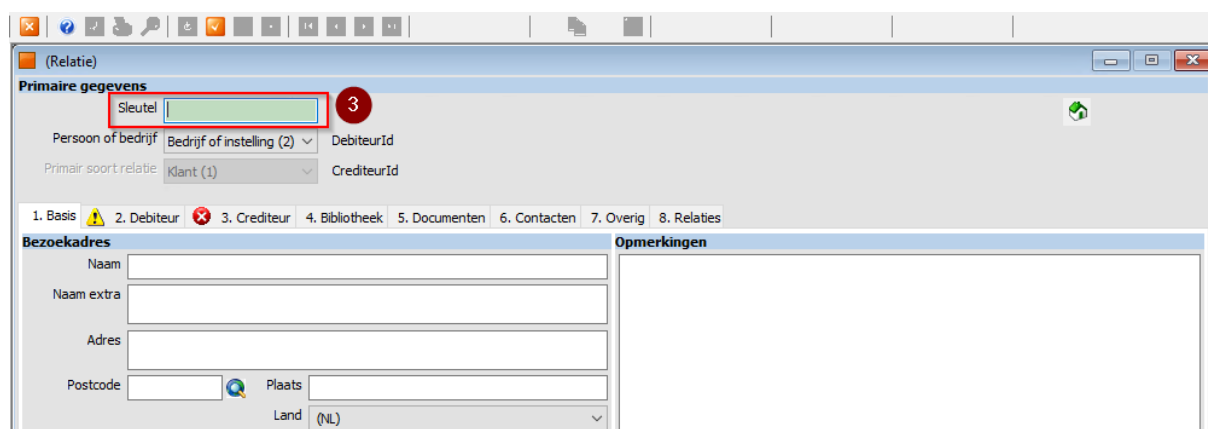 (Relatie)
Primaire gegevens
Sleutel 3
Persoon of bedrijf Bedrijf of instelling (2) DebiteurId
Primair soort relatie Klant (1) CrediteurId
1. Basis 2. Debiteur 3. Crediteur 4. Bibliotheek 5. Documenten 6. Contacten 7. Overig 8. Relaties
Bezoekadres Opmerkingen
Naam
Naam extra
Adres
Postcode Plaats
Land (NL)